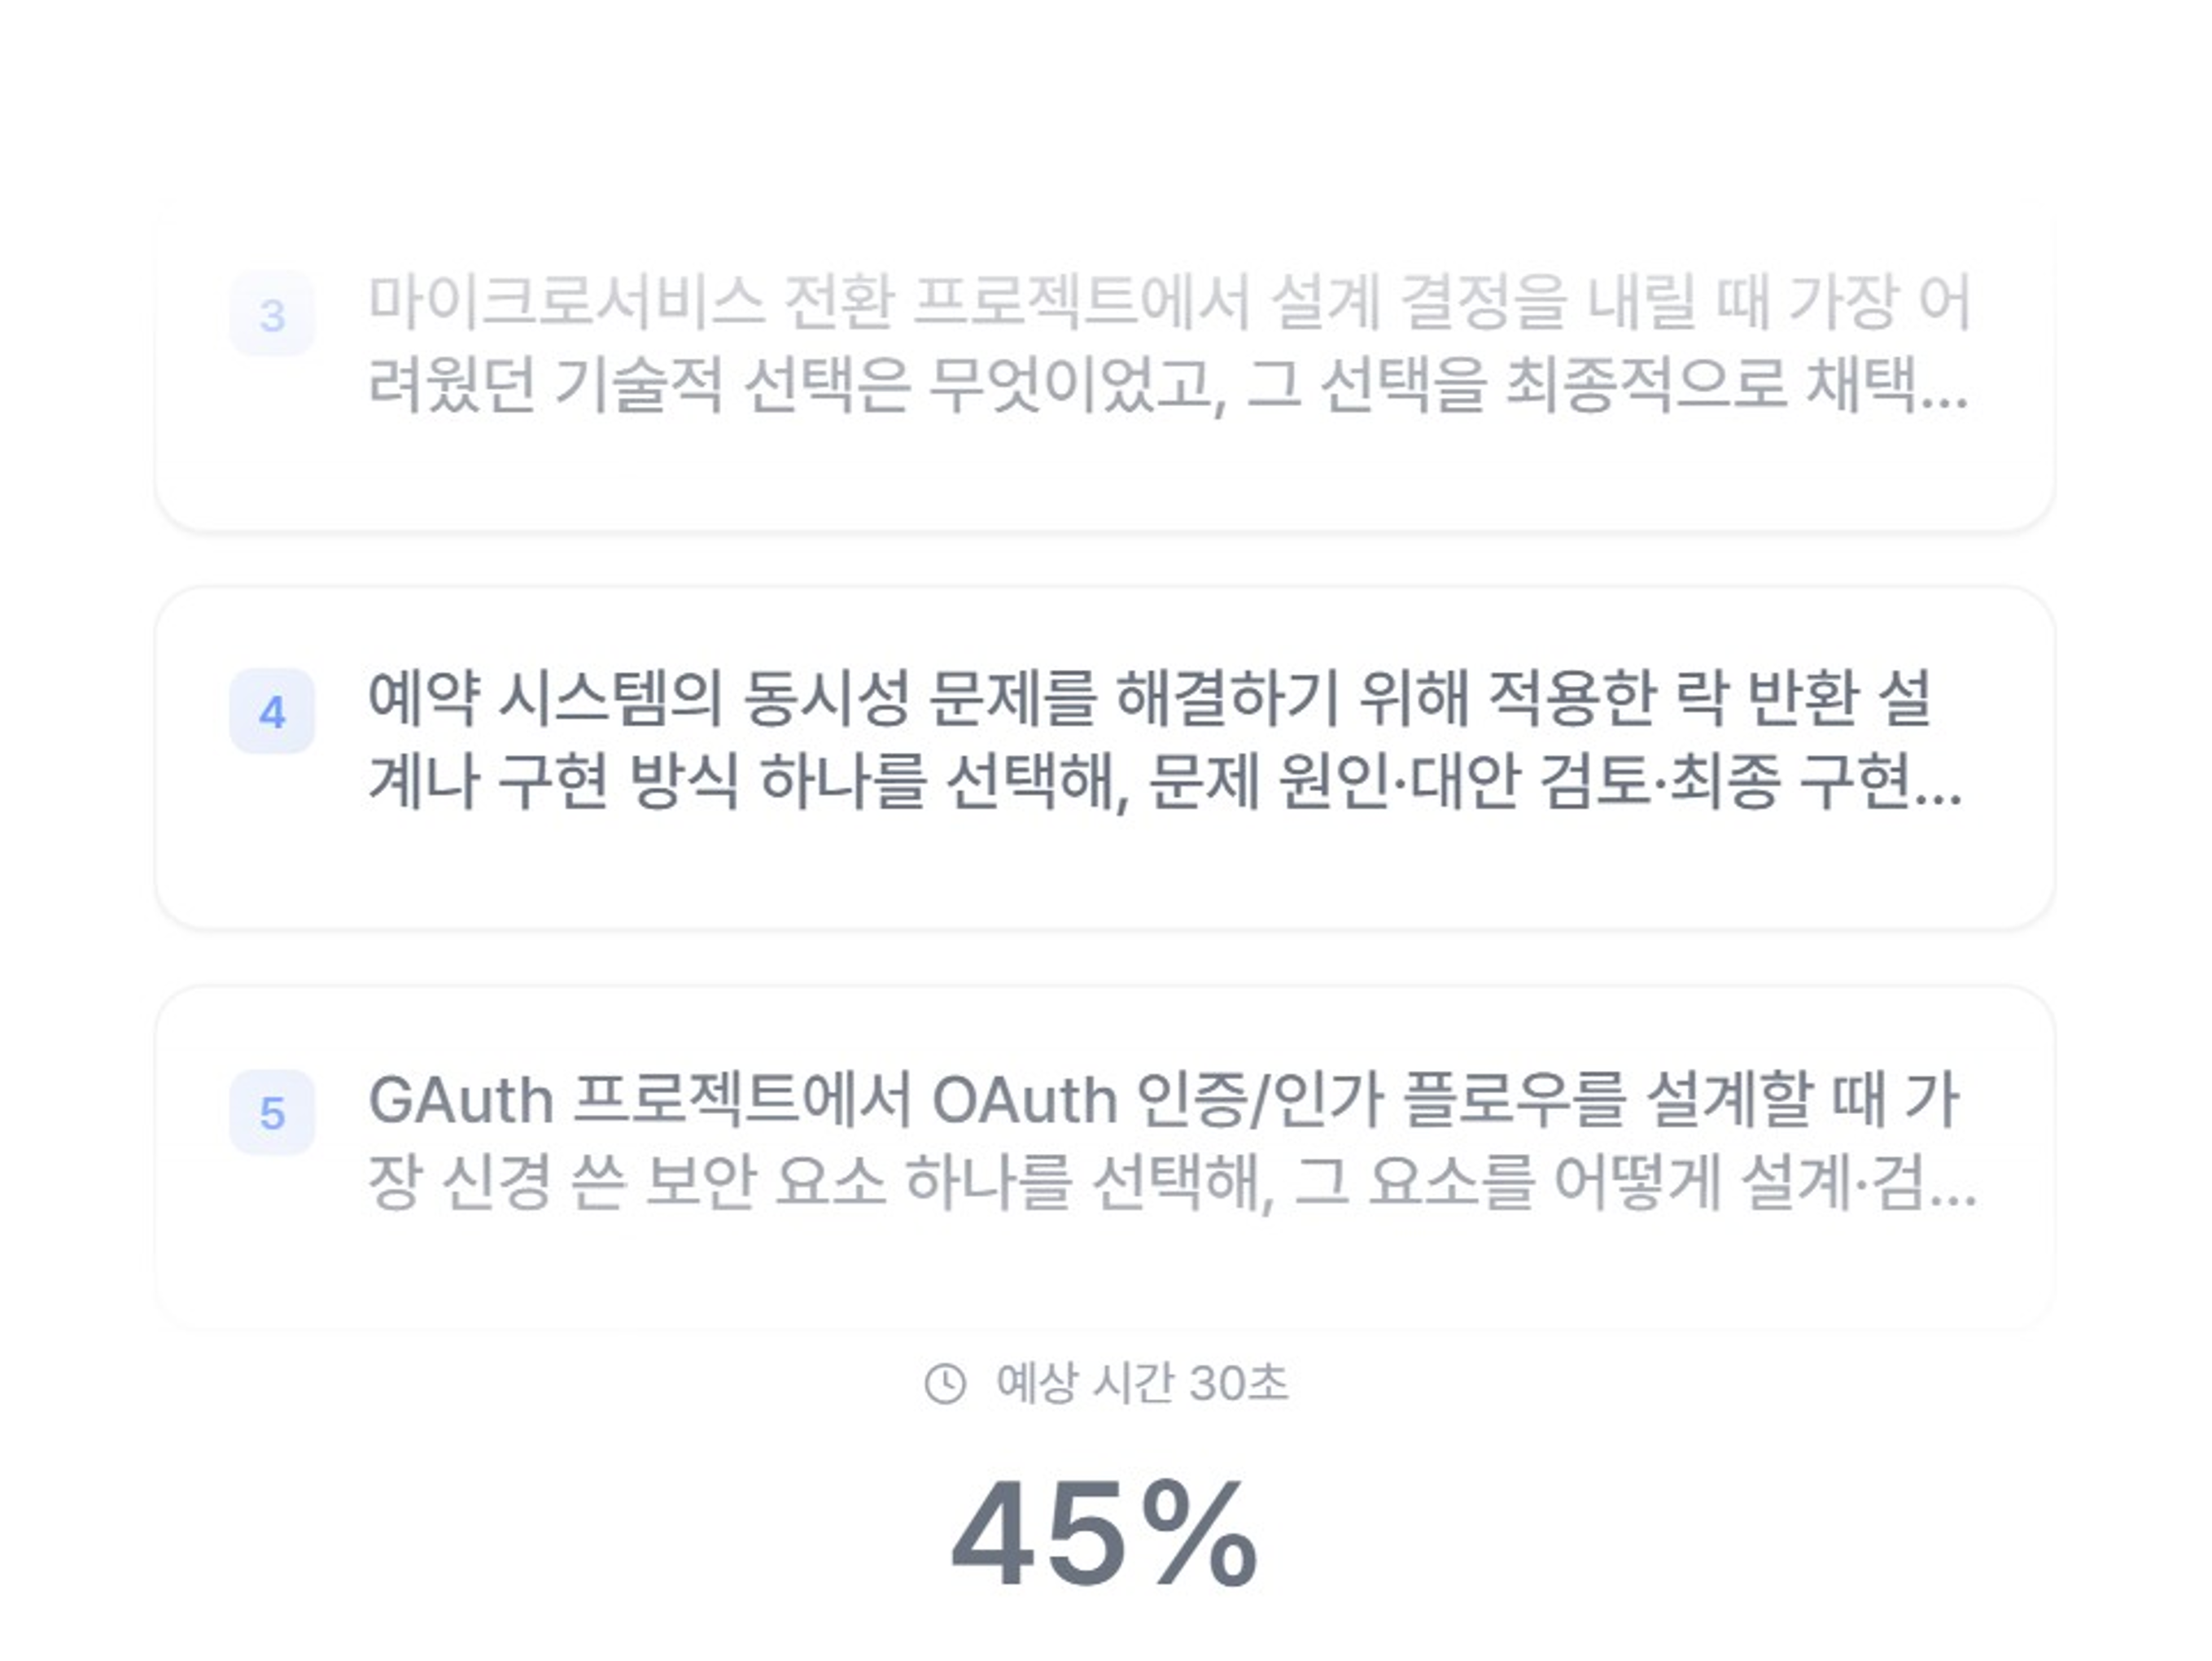 3
마이크로서비스 전환 프로젝트에서 설계 결정을 내릴 때 가장 어
려웠던 기술적 선택은 무엇이었고, 그 선택을 최종적으로 채택...
4
예약 시스템의 동시성 문제를 해결하기 위해 적용한 락 반환 설
계나 구현 방식 하나를 선택해, 문제 원인·대안 검토·최종 구현...
5
GAuth 프로젝트에서 OAuth 인증/인가 플로우를 설계할 때 가
장 신경 쓴 보안 요소 하나를 선택해, 그 요소를 어떻게 설계·검...
예상 시간 30초
45%